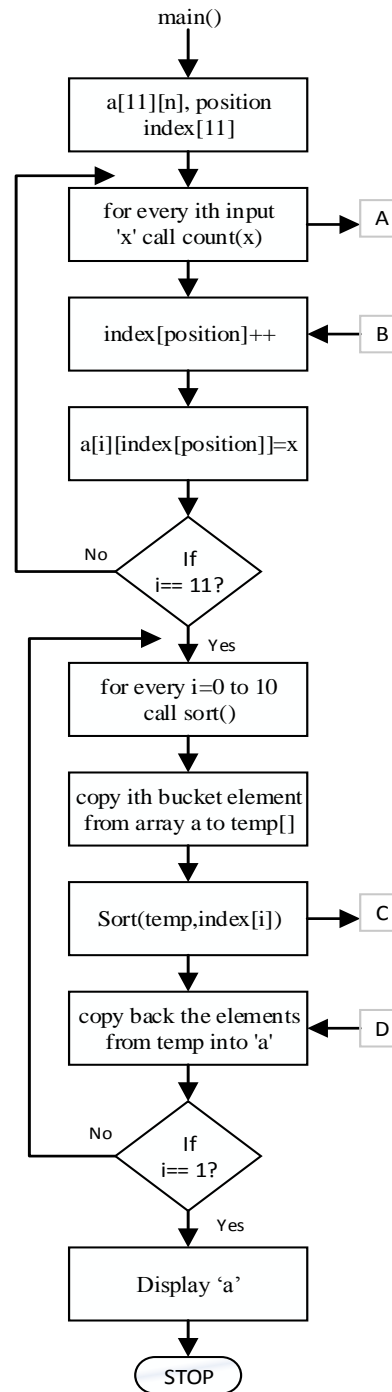 main()
a[11][n], position
index[11]
for every ith input
'x' call count(x)
A
index[position]++
B
a[i][index[position]]=x
If
i== 11?
No
Yes
for every i=0 to 10
call sort()
copy ith bucket element
from array a to temp[]
Sort(temp,index[i])
C
copy back the elements
from temp into 'a'
D
If
i== 1?
No
Yes
Display ‘a’
STOP